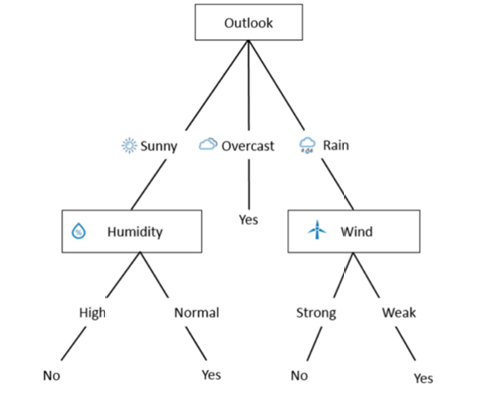 Outlook
Sunny
Overcast
Rain
Yes
% Humidity
Wind
High
Normal
Strong
Weak
No
Yes
No
Yes